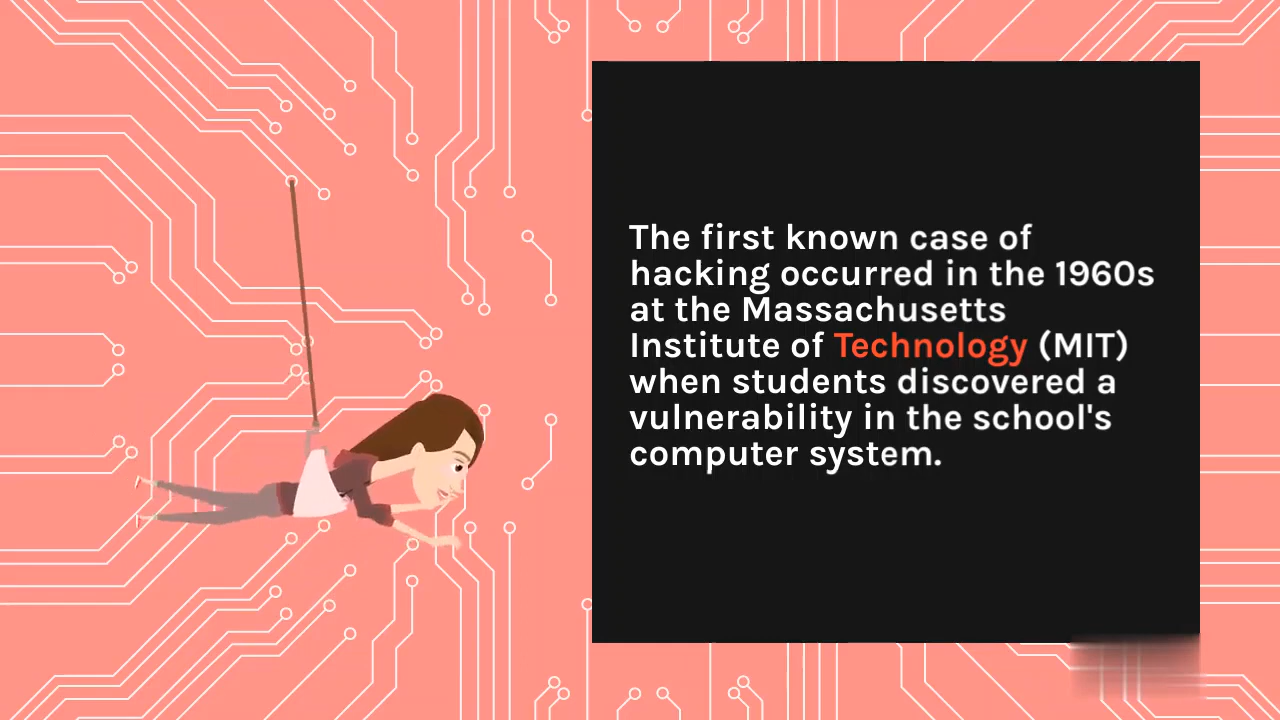 The first known case of
hacking occurred in the 1960s
at the Massachusetts
Institute of Technology (MIT)
when students discovered a
vulnerability in the school's
computer system.